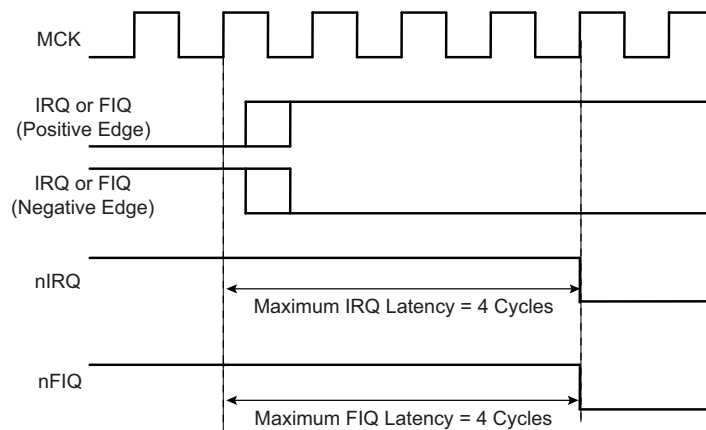 MCK
IRQ or FIQ
(Positive Edge)
IRQ or FIQ
(Negative Edge)
nIRQ
Maximum IRQ Latency = 4 Cycles
nFIQ
Maximum FIQ Latency = 4 Cycles